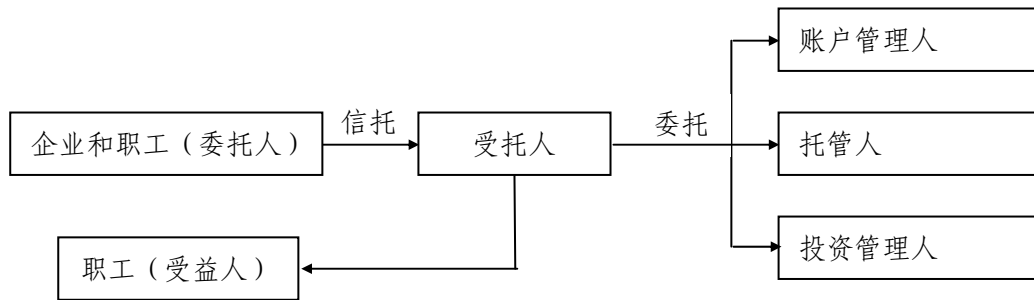 账户管理人
信托
委托
企业和职工（委托人）
受托人
托管人
职工（受益人）
投资管理人